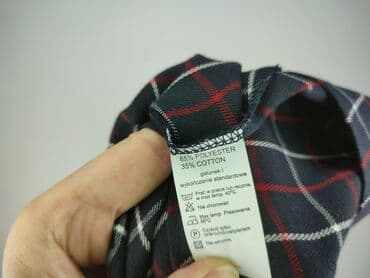 65% POLYESTER
35% COTTON
gatunek I
wykończenie standardowe
Prać w pralce lub ręcznie
w max temp. 40°C
Nie chlorować
Max temp. Prasowania
Czyścić tylko
Nie suszyć